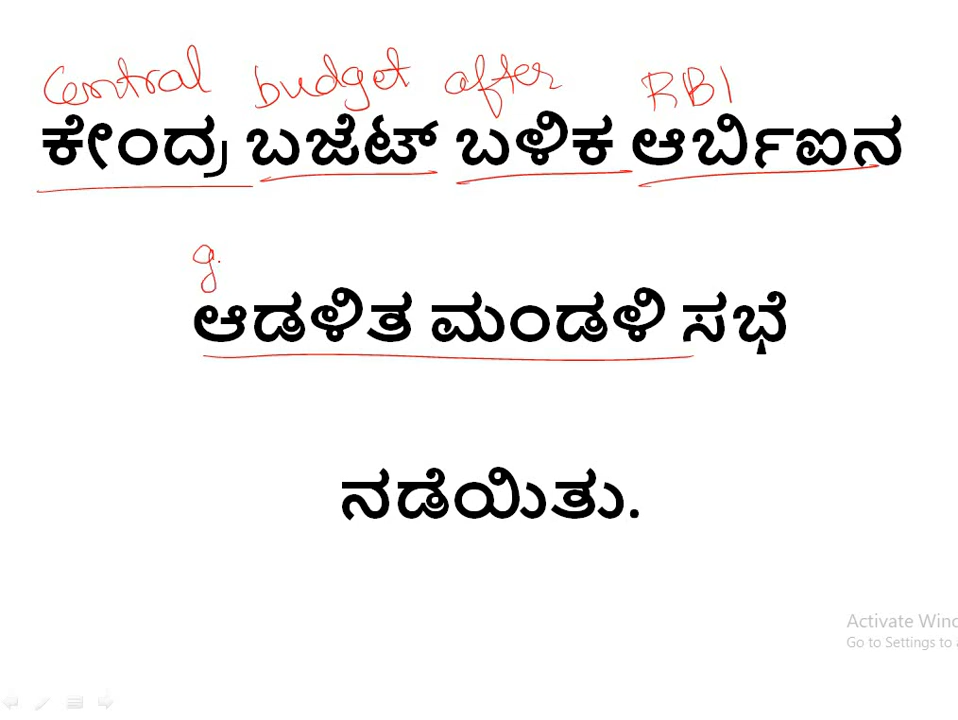 Central budget after RBI
ಕೇಂದ್ರ ಬಜೆಟ್ ಬಳಿಕ ಆರ್ಬಿಐನ
g.
ಆಡಳಿತ ಮಂಡಳಿ ಸಭೆ
ನಡೆಯಿತು.
Activate Wind
Go to Settings to a